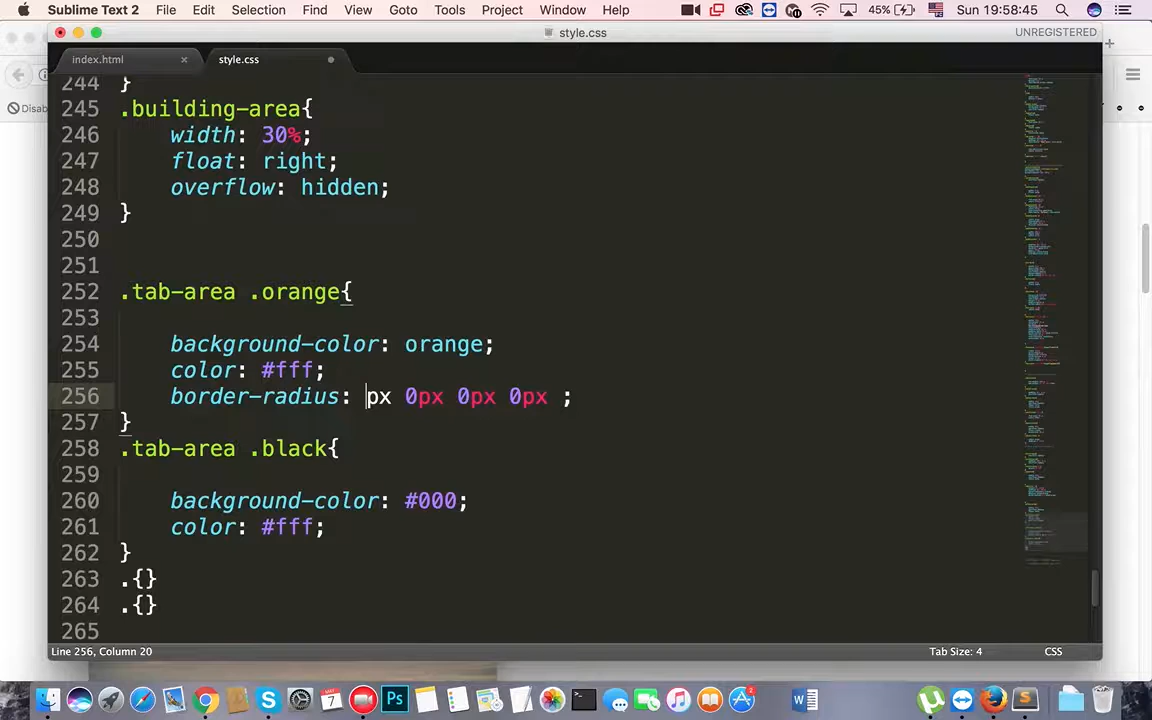 Sublime Text 2 File Edit Selection Find View Goto Tools Project Window Help 45% Sun 19:58:45
style.css UNREGISTERED
index.html × style.css
Disab
244 }
245 .building-area{
246 width: 30%;
247 float: right;
248 overflow: hidden;
249 }
250
251
252 .tab-area .orange{
253
254 background-color: orange;
255 color: #fff;
256 border-radius: px 0px 0px 0px ;
257 }
258 .tab-area .black{
259
260 background-color: #000;
261 color: #fff;
262 }
263 .{}
264 .{}
265
Line 256, Column 20 Tab Size: 4 CSS